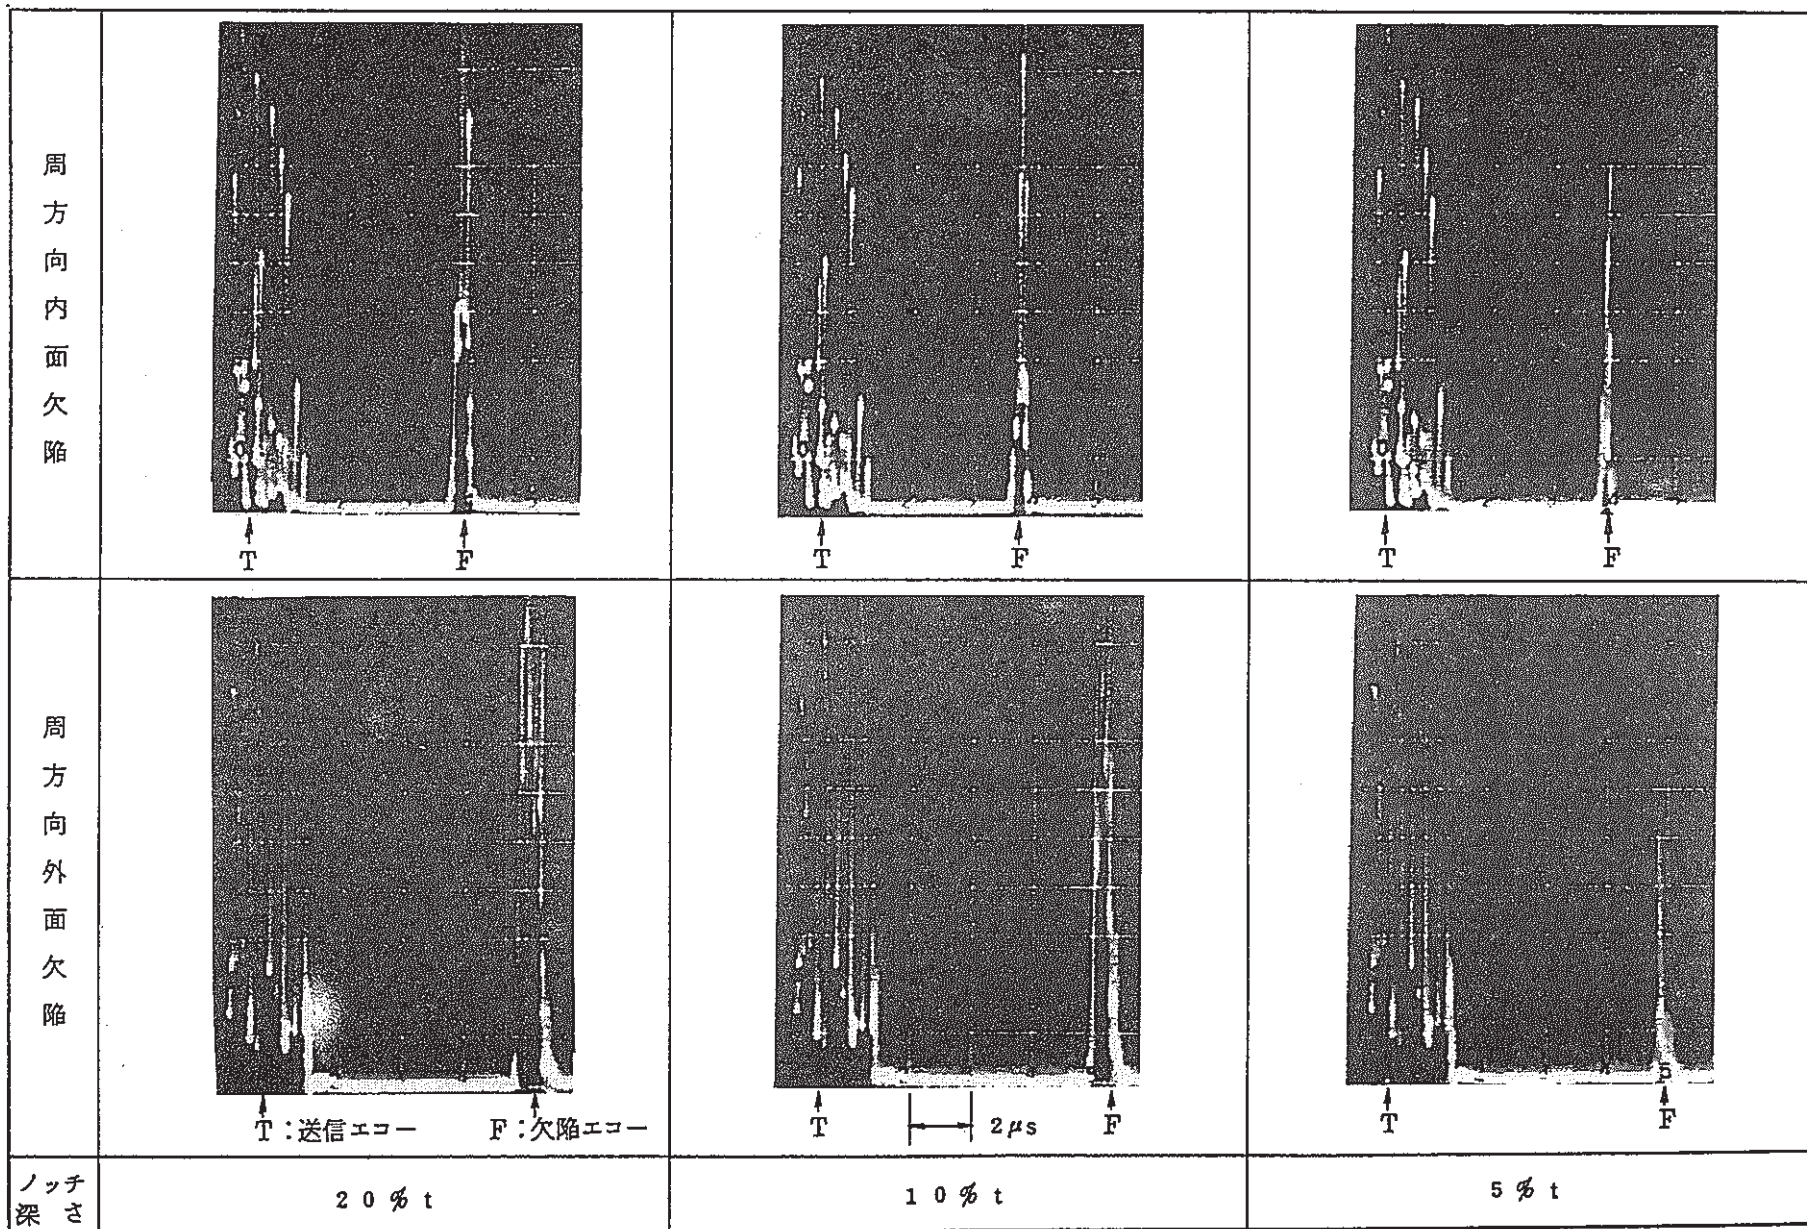 周方向内面欠陥
T F
T F
T F
周方向外面欠陥
T:送信エコー F:欠陥エコー
T 2μs F
T F
ノッチ深さ
20%t
10%t
5%t